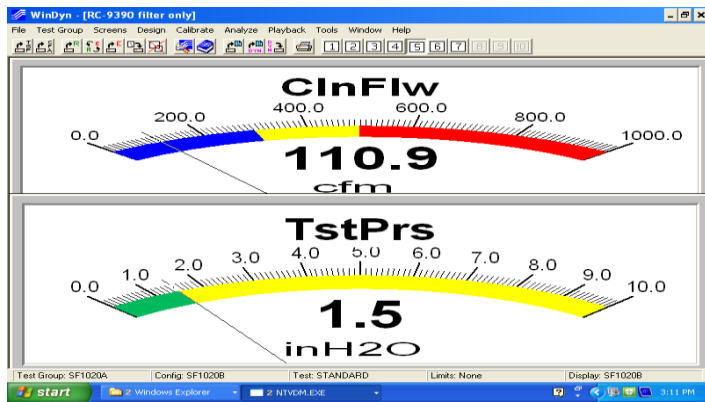 WinDyn - [RC-9390 filter only]
File Test Group Screens Design Calibrate Analyze Playback Tools Window Help
1 2 3 4 5 6 7 8 9 10
ClnFlw
0.0 200.0 400.0 600.0 800.0 1000.0
110.9
cfm
TstPrs
0.0 1.0 2.0 3.0 4.0 5.0 6.0 7.0 8.0 9.0 10.0
1.5
inH2O
Test Group: SF1020A Config: SF1020B Test: STANDARD Limits: None Display: SF1020B
start 2 Windows Explorer 2 NTVDM.EXE 3:11 PM